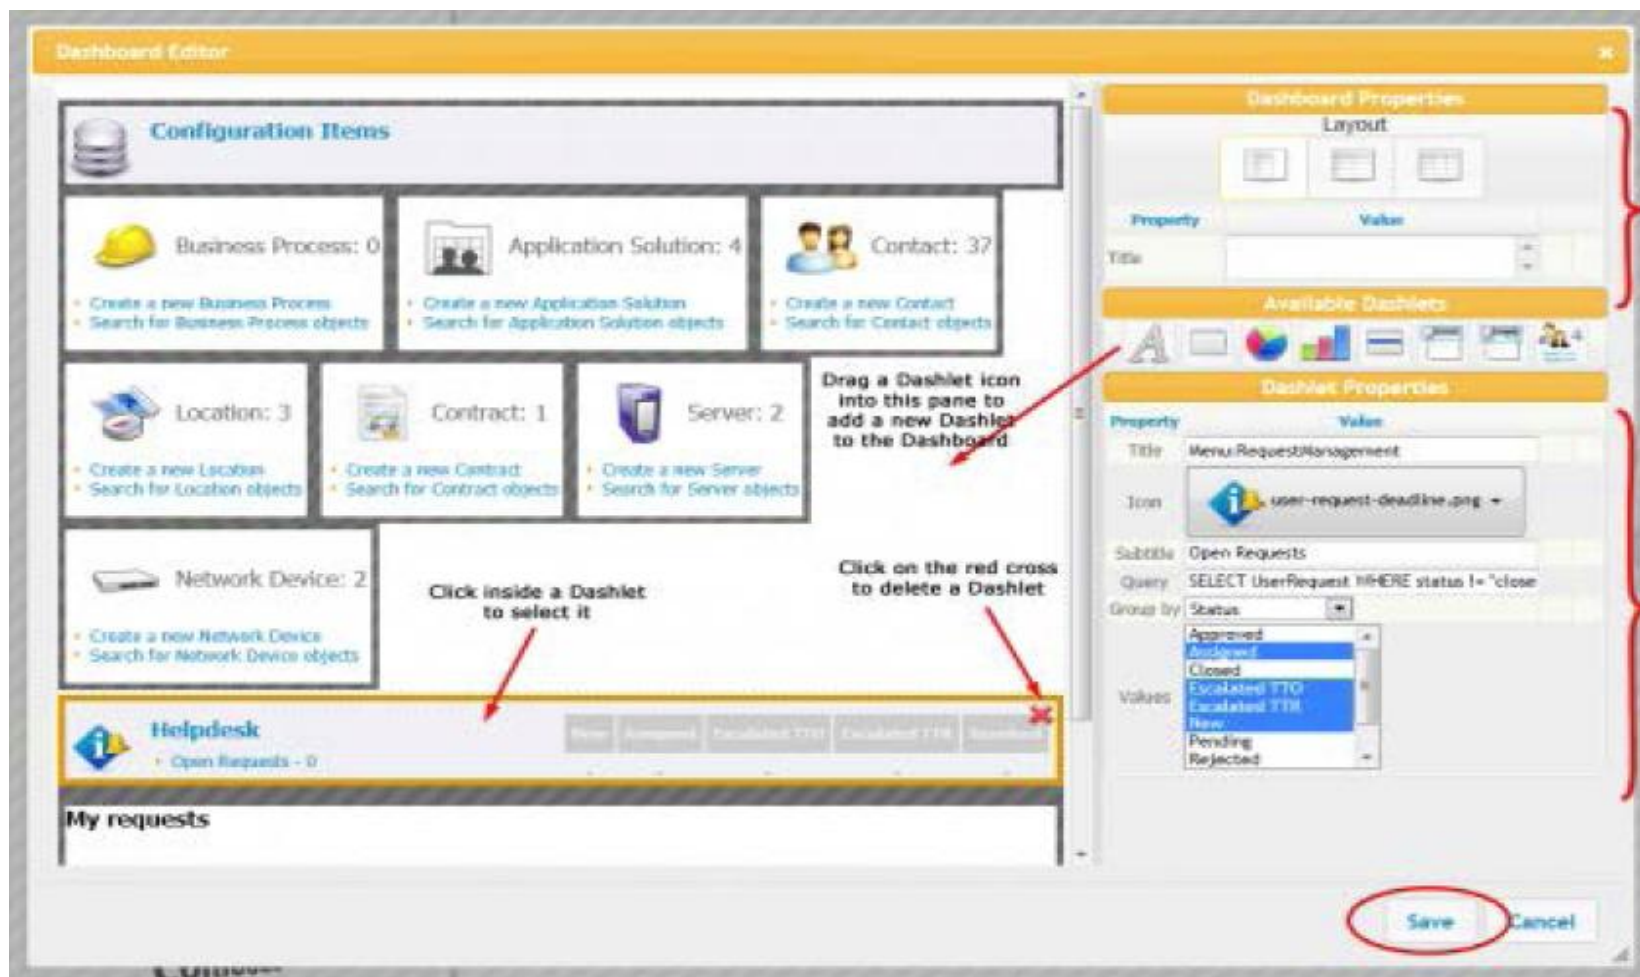 Dashboard Editor
Configuration Items
Business Process: 0
Create a new Business Process
Search for Business Process objects
Application Solution: 4
Create a new Application Solution
Search for Application Solution objects
Contact: 37
Create a new Contact
Search for Contact objects
Location: 3
Create a new Location
Search for Location objects
Contract: 1
Create a new Contract
Search for Contract objects
Server: 2
Create a new Server
Search for Server objects
Drag a Dashlet icon
into this pane to
add a new Dashlet
to the Dashboard
Network Device: 2
Create a new Network Device
Search for Network Device objects
Click inside a Dashlet
to select it
Click on the red cross
to delete a Dashlet
Helpdesk
Open Requests - 0
New Assigned Escalated TTO Escalated TTR
My requests
Dashboard Properties
Layout
Property Value
Title
Available Dashlets
Dashlet Properties
Property Value
Title Menu:RequestManagement
Icon user-request-deadline.png
Subtitle Open Requests
Query SELECT UserRequest WHERE status != "close
Group by Status
Values
Approved
Assigned
Closed
Escalated TTO
Escalated TTR
New
Pending
Rejected
Save Cancel